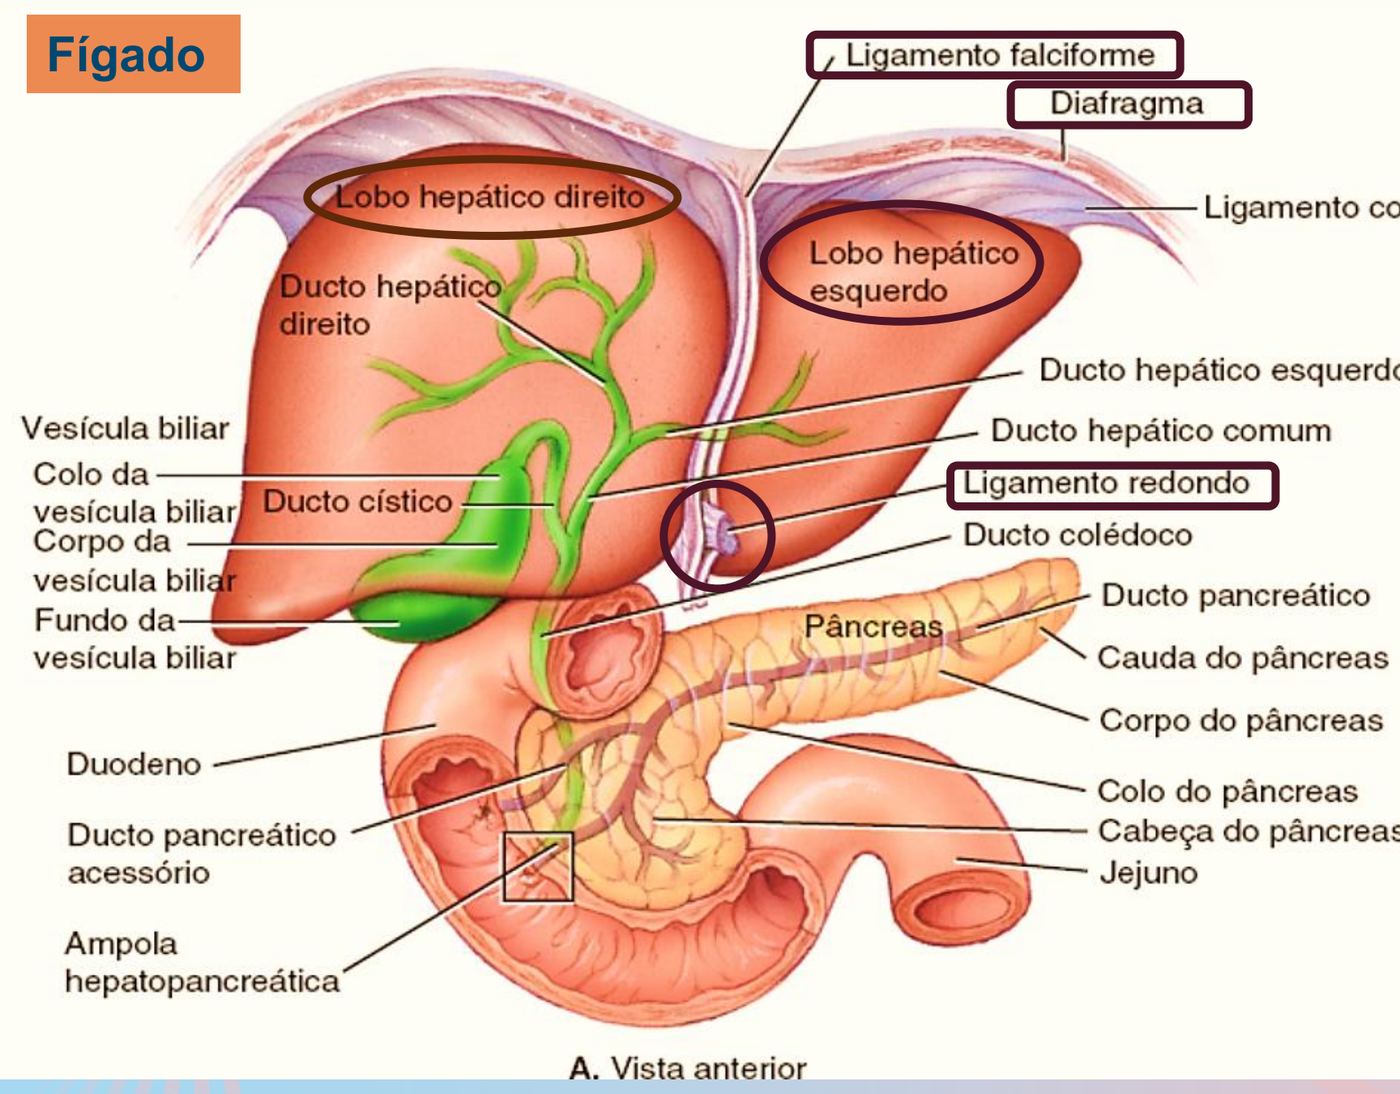 Fígado
Ligamento falciforme
Diafragma
Lobo hepático direito
Ligamento co
Lobo hepático
esquerdo
Ducto hepático
direito
Ducto hepático esquerdo
Vesícula biliar
Ducto hepático comum
Colo da
vesícula biliar
Ducto cístico
Ligamento redondo
Corpo da
vesícula biliar
Ducto colédoco
Fundo da
vesícula biliar
Ducto pancreático
Pâncreas
Cauda do pâncreas
Corpo do pâncreas
Duodeno
Colo do pâncreas
Ducto pancreático
acessório
Cabeça do pâncreas
Jejuno
Ampola
hepatopancreática
A. Vista anterior